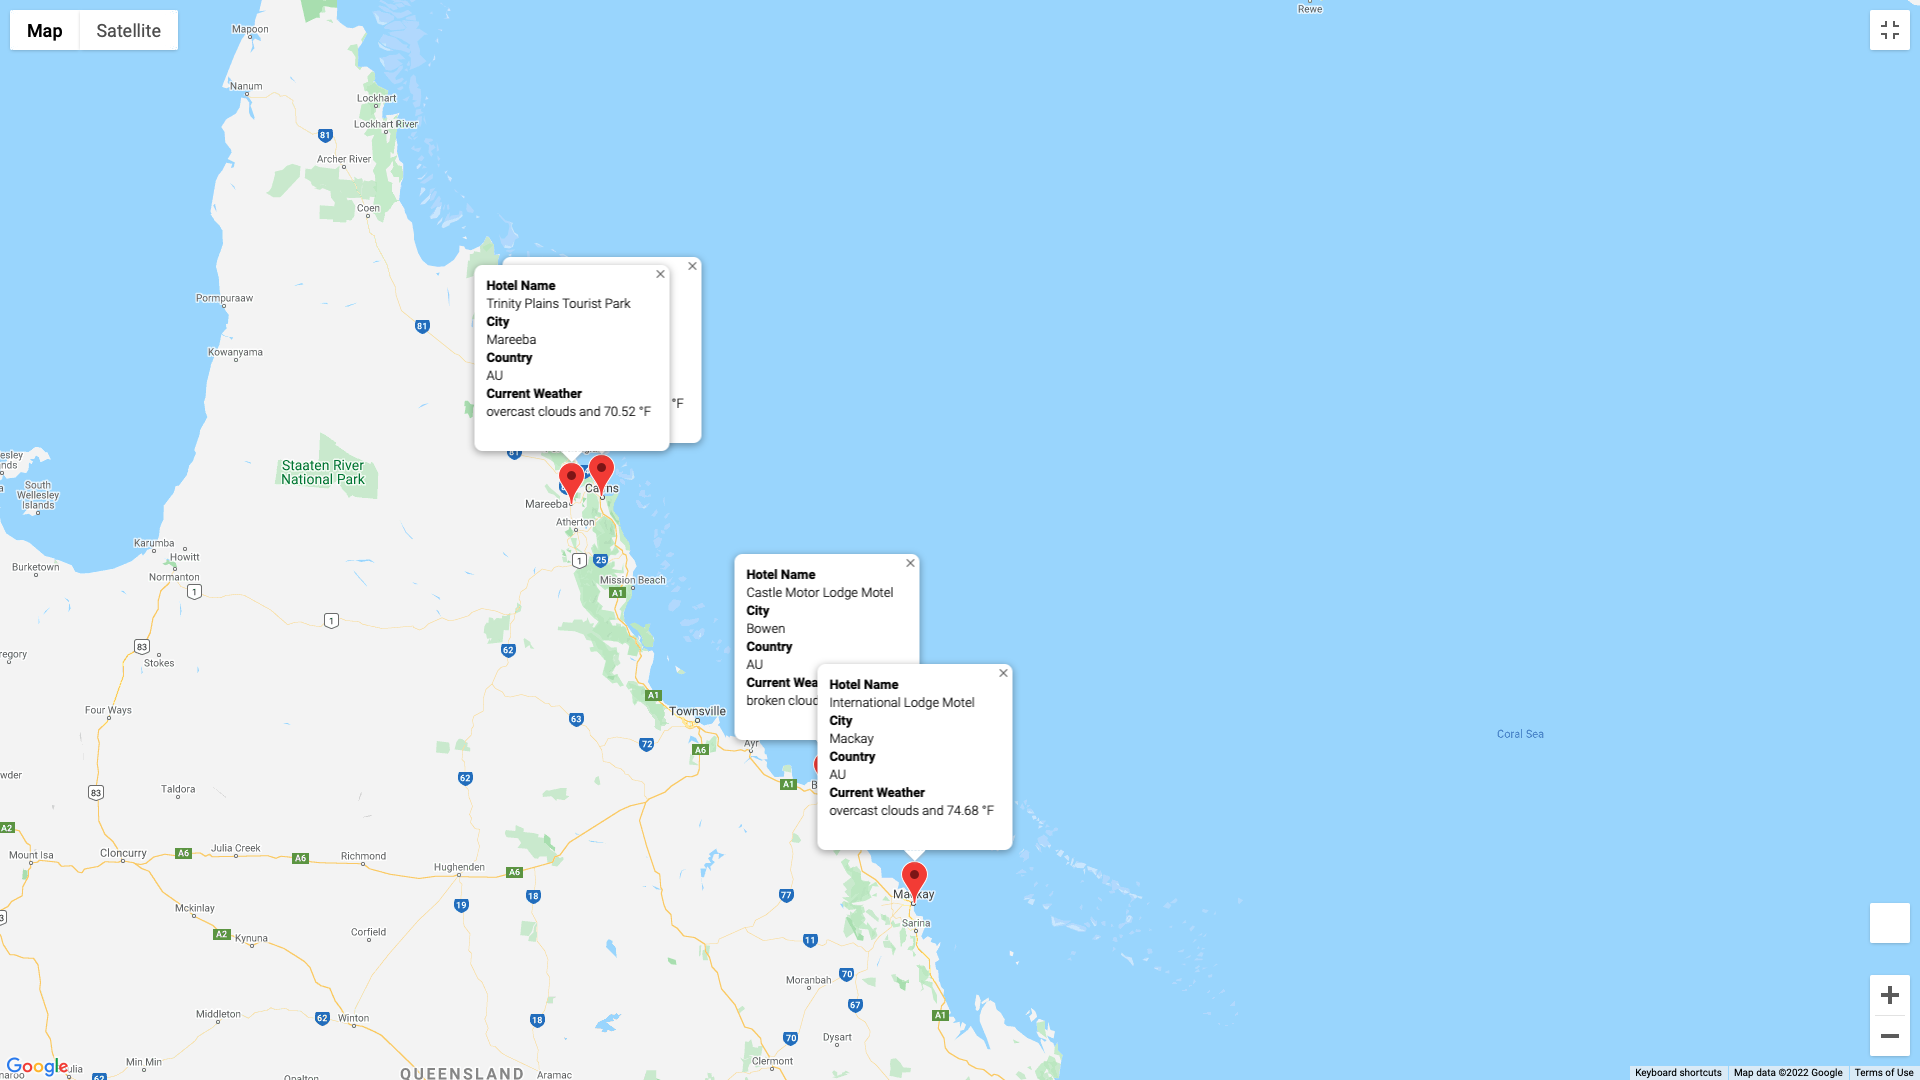 Map
Satellite
Mapoon
Rewe
Nanum
Lockhart
Lockhart River
81
Archer River
Coen
Pormpuraaw
81
Kowanyama
Hotel Name
Trinity Plains Tourist Park
City
Mareeba
Country
AU
Current Weather
overcast clouds and 70.52 °F
°F
81
Staaten River
National Park
South
Wellesley
Islands
Mareeba
Atherton
Karumba
Howitt
Normanton
Burketown
1
1
1
25
Mission Beach
A1
62
83
Stokes
Hotel Name
Castle Motor Lodge Motel
City
Bowen
Country
AU
Current Wea
broken cloud
Hotel Name
International Lodge Motel
City
Mackay
Country
AU
Current Weather
overcast clouds and 74.68 °F
A1
Townsville
Four Ways
63
72
A6
Ayr
A1
Coral Sea
62
Taldora
83
A2
Mount Isa
Cloncurry
A6
Julia Creek
A6
Richmond
Hughenden
A6
18
19
77
Mackay
Sarina
Mckinlay
A2
Kynuna
Corfield
11
70
Moranbah
67
A1
Middleton
62
Winton
18
70
Dysart
Clermont
Min Min
62
Opalton
QUEENSLAND
Aramac
Google
Keyboard shortcuts
Map data ©2022 Google
Terms of Use